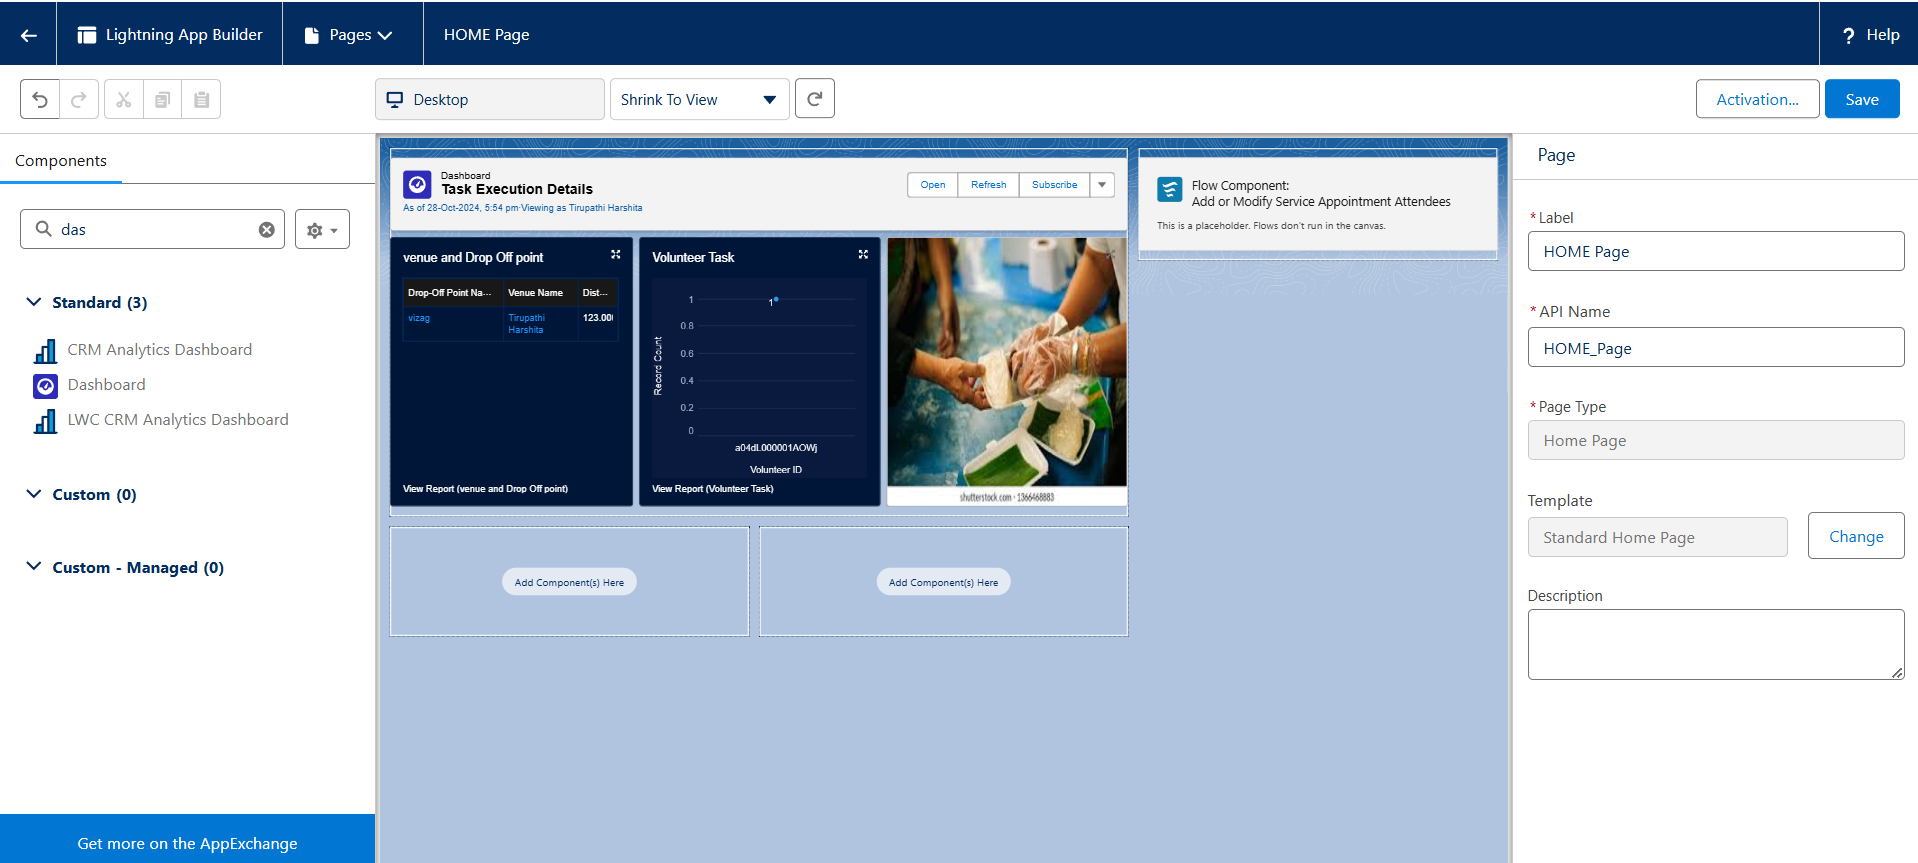 Lightning App Builder
Pages
HOME Page
Help
Desktop
Shrink To View
Activation...
Save
Components
das
Standard (3)
CRM Analytics Dashboard
Dashboard
LWC CRM Analytics Dashboard
Custom (0)
Custom - Managed (0)
Get more on the AppExchange
Dashboard
Task Execution Details
As of 28-Oct-2024, 5:54 pm·Viewing as Tirupathi Harshita
Open
Refresh
Subscribe
venue and Drop Off point
Drop-Off Point Na...
Venue Name
Dist...
vizag
Tirupathi
Harshita
123.00
View Report (venue and Drop Off point)
Volunteer Task
1
0.8
0.6
0.4
0.2
0
1
Record Count
a04dL000001AOWj
Volunteer ID
View Report (Volunteer Task)
shutterstock.com · 1366468883
Add Component(s) Here
Add Component(s) Here
Flow Component:
Add or Modify Service Appointment Attendees
This is a placeholder. Flows don't run in the canvas.
Page
*Label
HOME Page
*API Name
HOME_Page
*Page Type
Home Page
Template
Standard Home Page
Change
Description